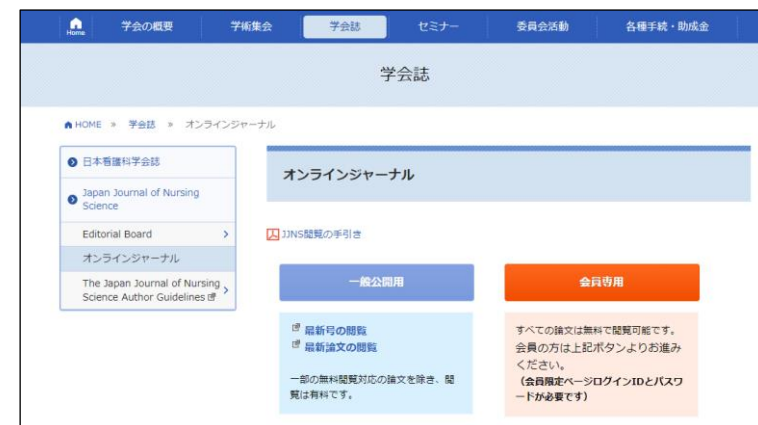 Home 学会の概要 学術集会 学会誌 セミナー 委員会活動 各種手続・助成金
学会誌
HOME » 学会誌 » オンラインジャーナル
日本看護科学会誌
Japan Journal of Nursing
Science
Editorial Board
オンラインジャーナル
The Japan Journal of Nursing
Science Author Guidelines
オンラインジャーナル
JJNS閲覧の手引き
一般公開用
最新号の閲覧
最新論文の閲覧
一部の無料閲覧対応の論文を除き、閲
覧は有料です。
会員専用
すべての論文は無料で閲覧可能です。
会員の方は上記ボタンよりお進み
ください。
（会員限定ページログインIDとパスワ
ードが必要です）